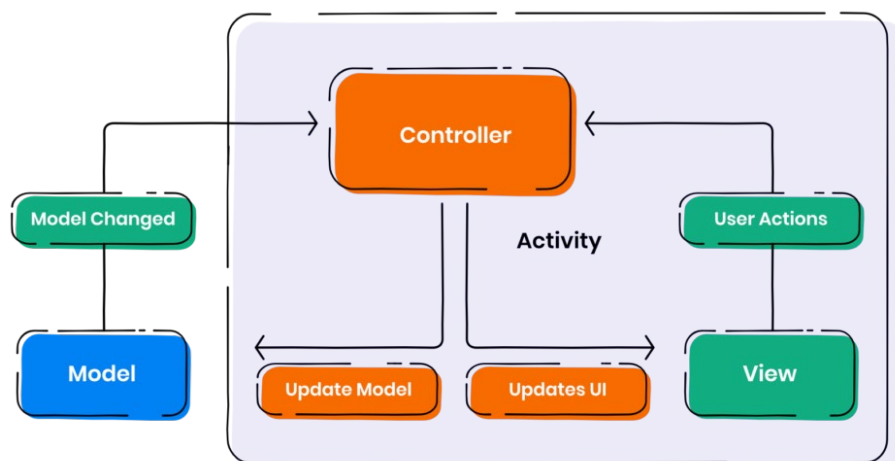 Controller
Model Changed
User Actions
Activity
Model
Update Model
Updates UI
View